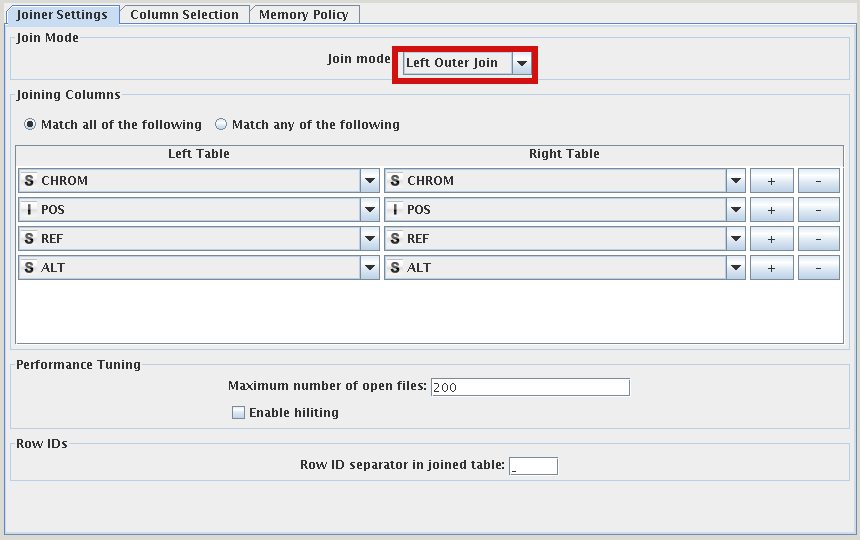 Joiner Settings Column Selection Memory Policy
Join Mode
Join mode Left Outer Join
Joining Columns
Match all of the following Match any of the following
Left Table Right Table
S CHROM S CHROM + -
I POS I POS + -
S REF S REF + -
S ALT S ALT + -
Performance Tuning
Maximum number of open files: 200
Enable hiliting
Row IDs
Row ID separator in joined table: _